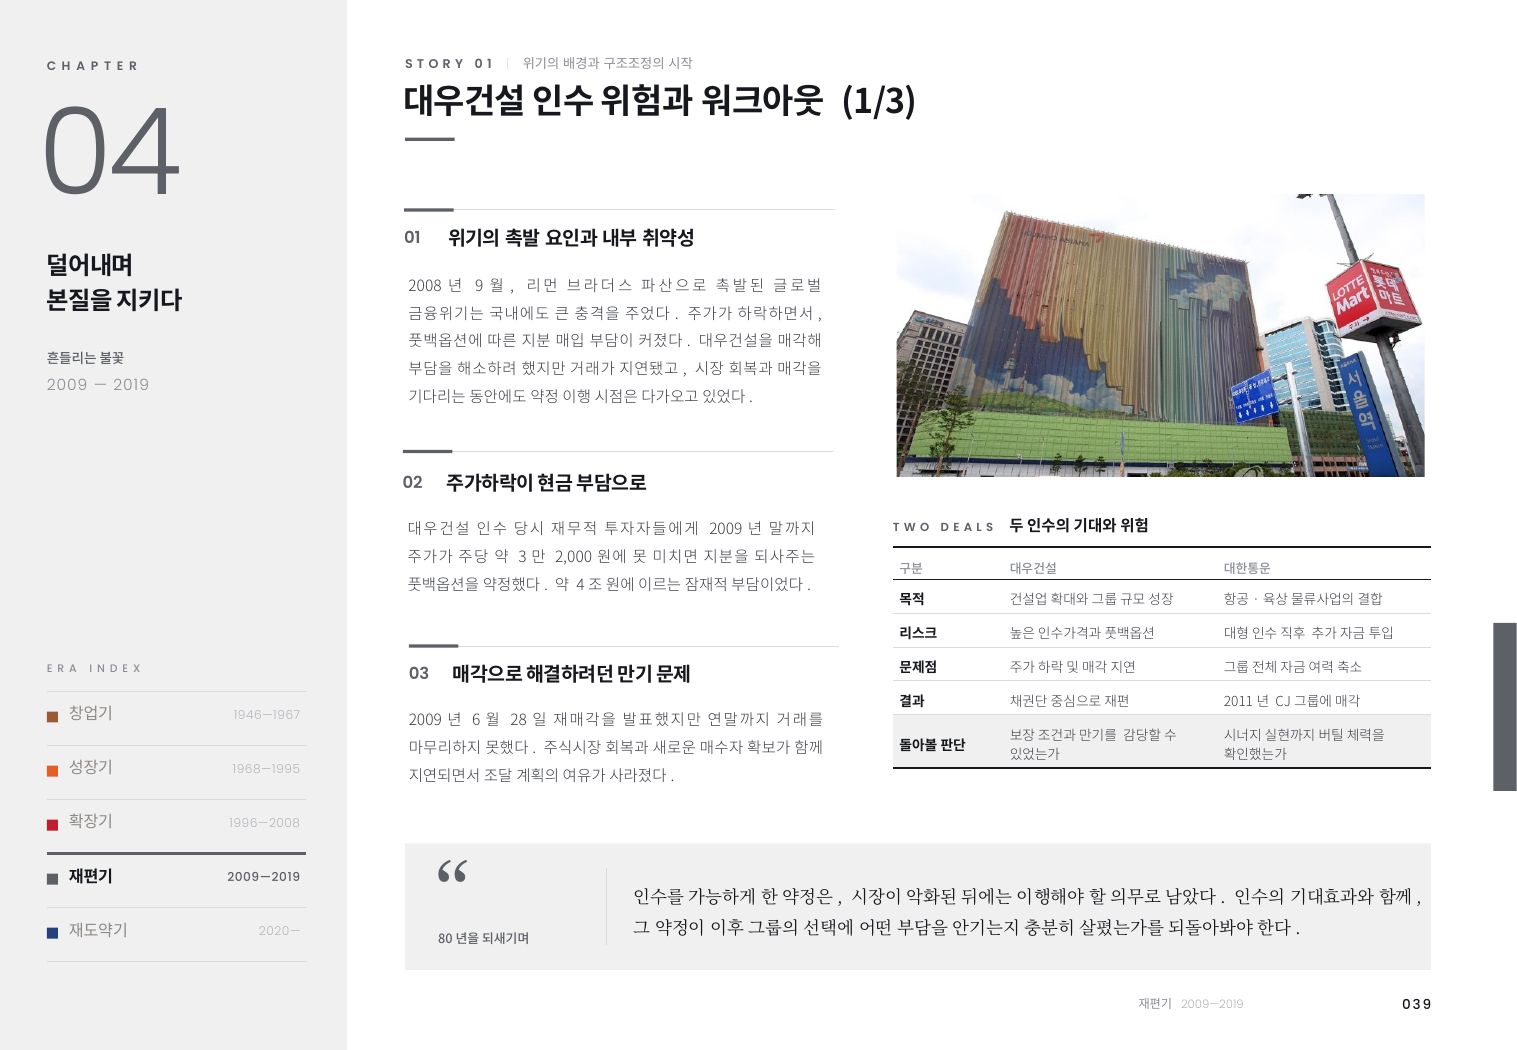 CHAPTER
04
덜어내며
본질을 지키다
흔들리는 불꽃
2009 — 2019
ERA INDEX
창업기 1946—1967
성장기 1968—1995
확장기 1996—2008
재편기 2009—2019
재도약기 2020—
STORY 01 | 위기의 배경과 구조조정의 시작
대우건설 인수 위험과 워크아웃 (1/3)
01 위기의 촉발 요인과 내부 취약성
2008 년 9 월 , 리먼 브라더스 파산으로 촉발된 글로벌
금융위기는 국내에도 큰 충격을 주었다 . 주가가 하락하면서 ,
풋백옵션에 따른 지분 매입 부담이 커졌다 . 대우건설을 매각해
부담을 해소하려 했지만 거래가 지연됐고 , 시장 회복과 매각을
기다리는 동안에도 약정 이행 시점은 다가오고 있었다 .
02 주가하락이 현금 부담으로
대우건설 인수 당시 재무적 투자자들에게 2009 년 말까지
주가가 주당 약 3 만 2,000 원에 못 미치면 지분을 되사주는
풋백옵션을 약정했다 . 약 4 조 원에 이르는 잠재적 부담이었다 .
03 매각으로 해결하려던 만기 문제
2009 년 6 월 28 일 재매각을 발표했지만 연말까지 거래를
마무리하지 못했다 . 주식시장 회복과 새로운 매수자 확보가 함께
지연되면서 조달 계획의 여유가 사라졌다 .
KUMHO ASIANA
LOTTE
Mart
롯데
마트
서울역
TWO DEALS 두 인수의 기대와 위험
구분 대우건설 대한통운
목적 건설업 확대와 그룹 규모 성장 항공 · 육상 물류사업의 결합
리스크 높은 인수가격과 풋백옵션 대형 인수 직후 추가 자금 투입
문제점 주가 하락 및 매각 지연 그룹 전체 자금 여력 축소
결과 채권단 중심으로 재편 2011 년 CJ 그룹에 매각
돌아볼 판단 보장 조건과 만기를 감당할 수 있었는가 시너지 실현까지 버틸 체력을 확인했는가
“
80 년을 되새기며
인수를 가능하게 한 약정은 , 시장이 악화된 뒤에는 이행해야 할 의무로 남았다 . 인수의 기대효과와 함께 ,
그 약정이 이후 그룹의 선택에 어떤 부담을 안기는지 충분히 살폈는가를 되돌아봐야 한다 .
재편기 2009—2019 039